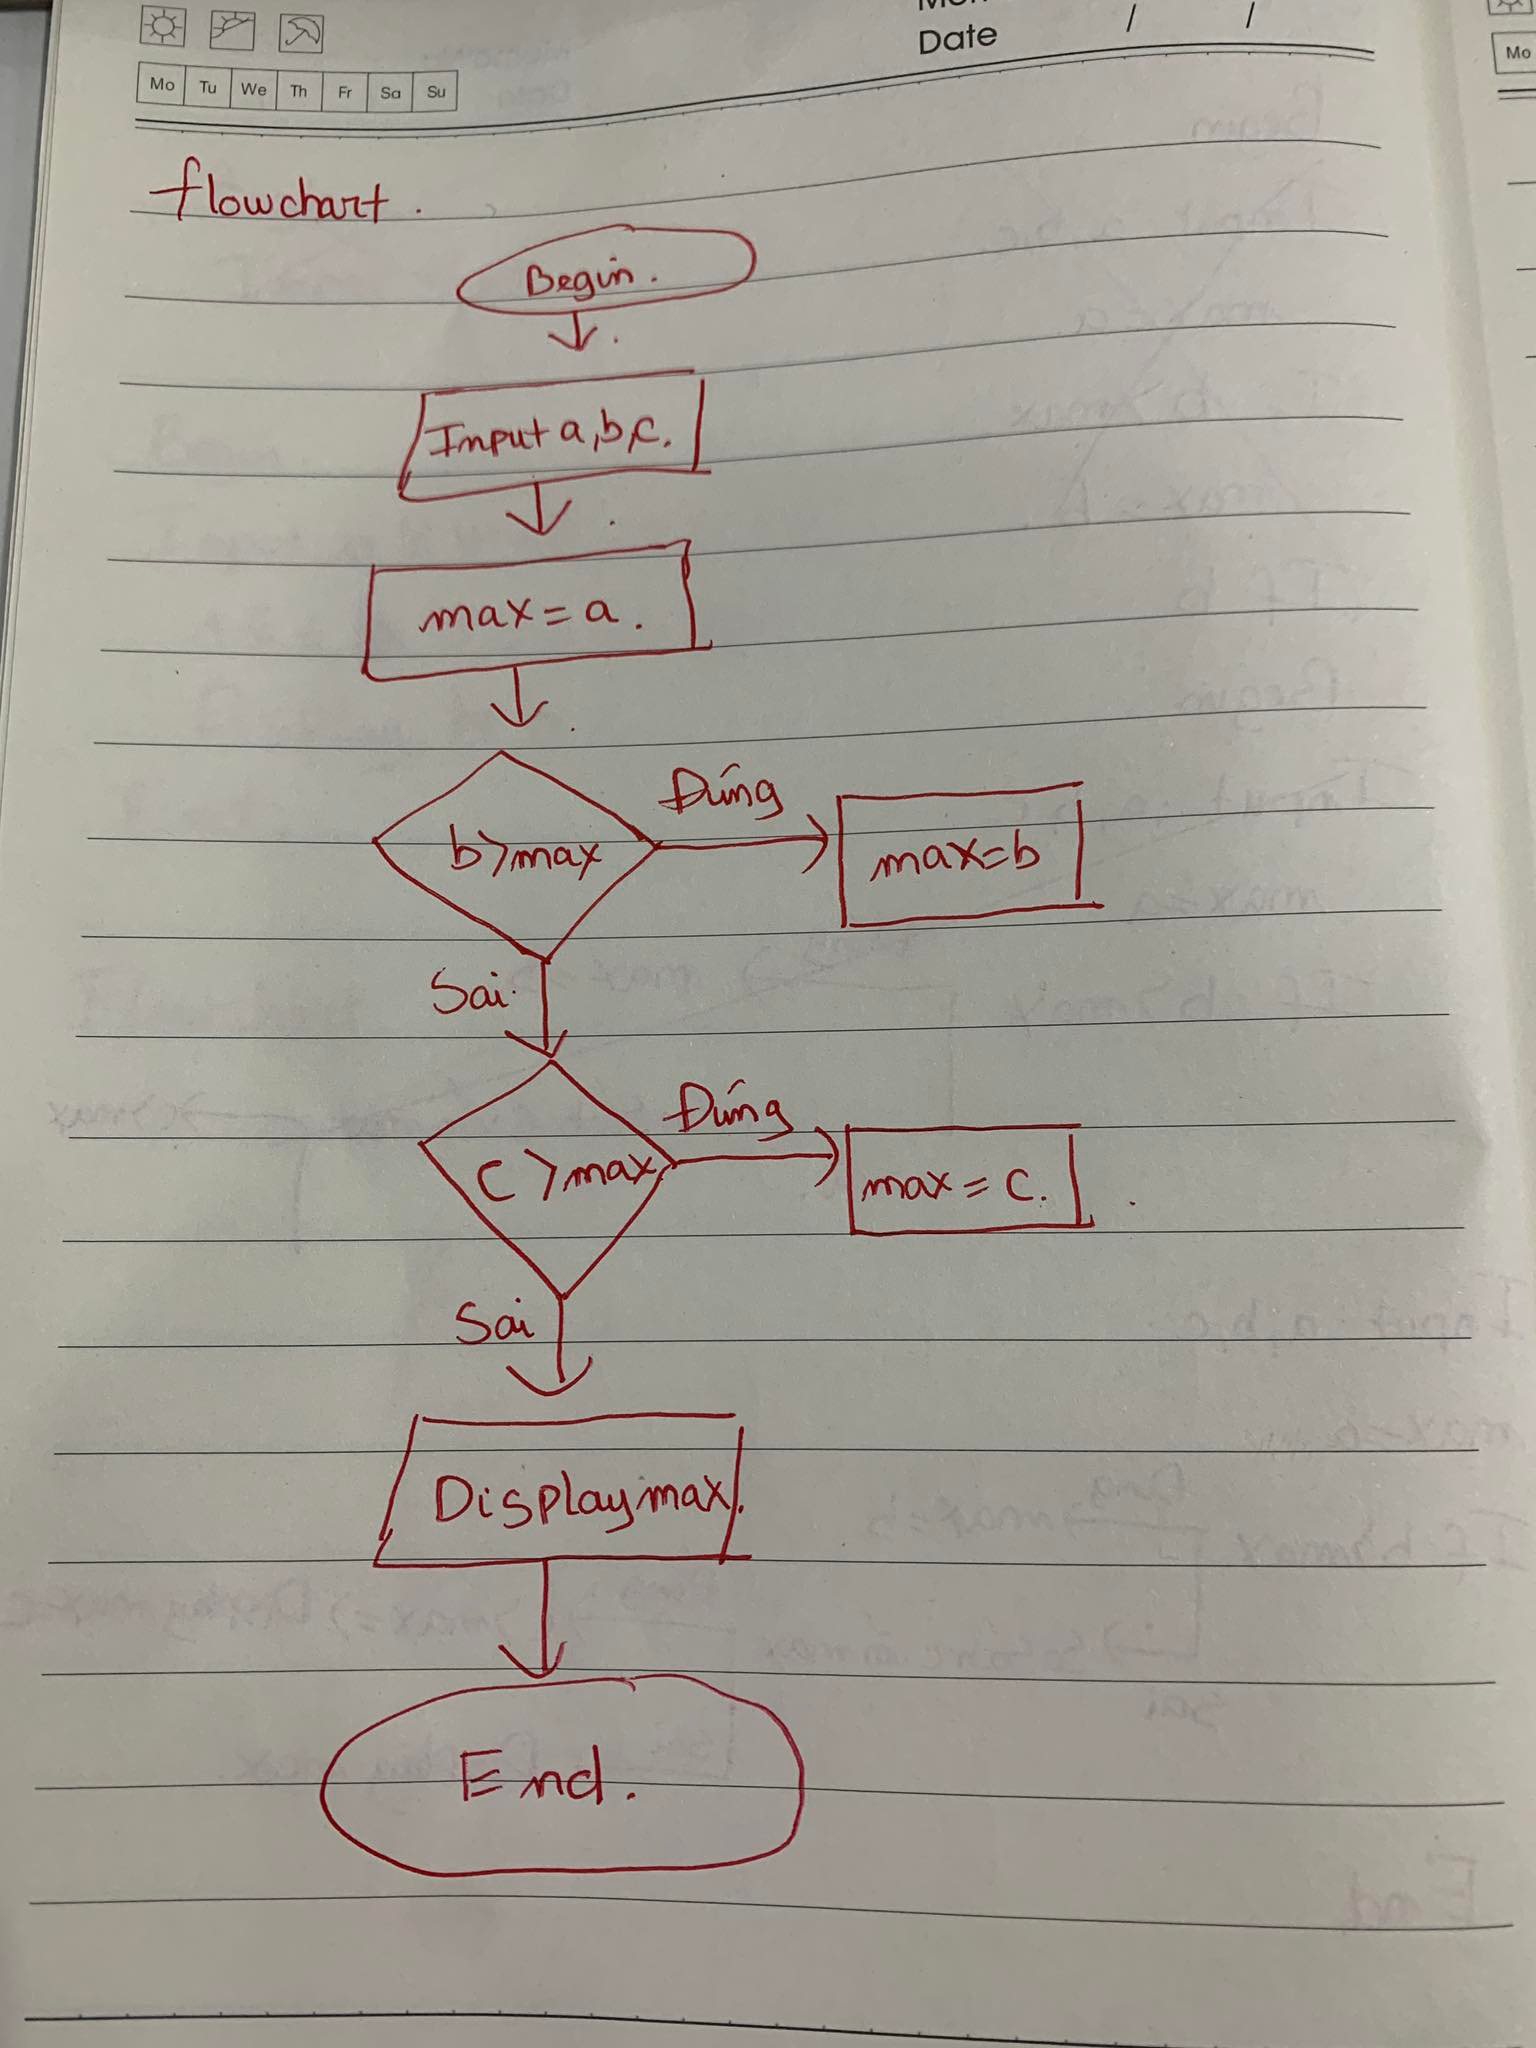 Date / /
Mo Tu We Th Fr Sa Su
Mo
flowchart.
Begin.
Input a,b,c.
max = a.
b>max
Đúng
max=b
Sai
c>max
Đúng
max = c.
Sai
Display max.
End.